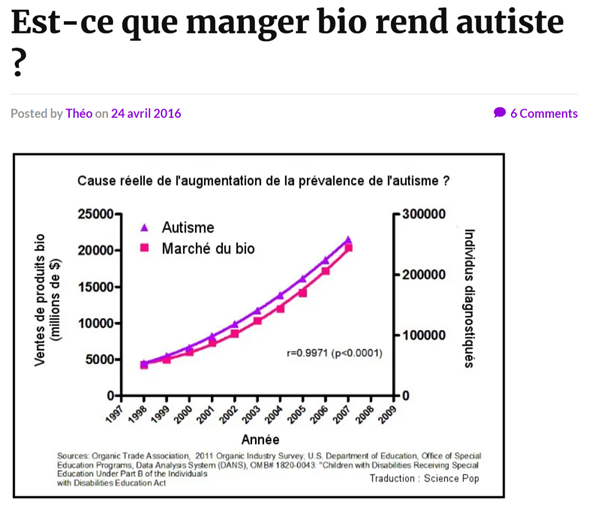 Est-ce que manger bio rend autiste
?
Posted by Théo on 24 avril 2016
6 Comments
Cause réelle de l'augmentation de la prévalence de l'autisme ?
Ventes de produits bio
(millions de $)
25000
20000
15000
10000
5000
0
Autisme
Marché du bio
r=0.9971 (p<0.0001)
300000
200000
100000
0
Individus diagnostiqués
1997
1998
1999
2000
2001
2002
2003
2004
2005
2006
2007
2008
2009
Année
Sources: Organic Trade Association, 2011 Organic Industry Survey, U.S. Department of Education, Office of Special
Education Programs, Data Analysis System (DANS), OMB# 1820-0043. "Children with Disabilities Receiving Special
Education Under Part B of the Individuals
with Disabilities Education Act
Traduction : Science Pop